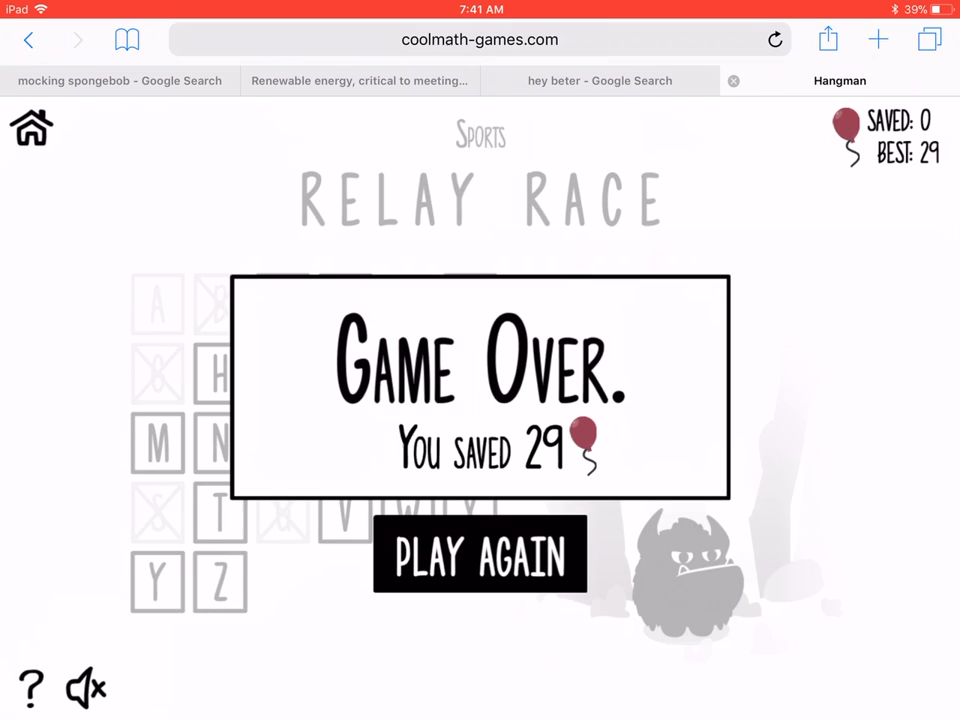 iPad 7:41 AM 39%
coolmath-games.com
mocking spongebob - Google Search Renewable energy, critical to meeting... hey beter - Google Search Hangman
Sports
SAVED: 0
BEST: 29
RELAY RACE
A B
G H
M N
S T U V W X
Y Z
Game Over.
You saved 29
PLAY AGAIN
?